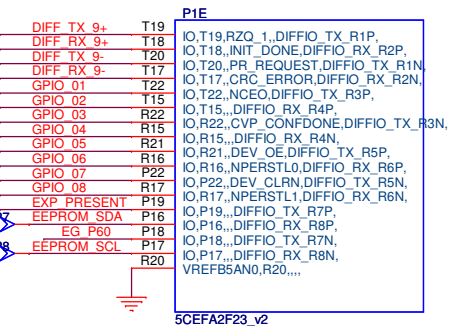 P1E
DIFF_TX_9+ T19 IO,T19,RZQ_1,,DIFFIO_TX_R1P,
DIFF_RX_9+ T18 IO,T18,,INIT_DONE,DIFFIO_RX_R2P,
DIFF_TX_9- T20 IO,T20,,PR_REQUEST,DIFFIO_TX_R1N,
DIFF_RX_9- T17 IO,T17,,CRC_ERROR,DIFFIO_RX_R2N,
GPIO_01 T22 IO,T22,,NCEO,DIFFIO_TX_R3P,
GPIO_02 T15 IO,T15,,,DIFFIO_RX_R4P,
GPIO_03 R22 IO,R22,,CVP_CONFDONE,DIFFIO_TX_R3N,
GPIO_04 R15 IO,R15,,,DIFFIO_RX_R4N,
GPIO_05 R21 IO,R21,,DEV_OE,DIFFIO_TX_R5P,
GPIO_06 R16 IO,R16,,NPERSTL0,DIFFIO_RX_R6P,
GPIO_07 P22 IO,P22,,DEV_CLRN,DIFFIO_TX_R5N,
GPIO_08 R17 IO,R17,,NPERSTL1,DIFFIO_RX_R6N,
EXP_PRESENT P19 IO,P19,,,DIFFIO_TX_R7P,
7 EEPROM_SDA P16 IO,P16,,,DIFFIO_RX_R8P,
EG_P60 P18 IO,P18,,,DIFFIO_TX_R7N,
8 EEPROM_SCL P17 IO,P17,,,DIFFIO_RX_R8N,
R20 VREFB5AN0,R20,,,,
5CEFA2F23_v2